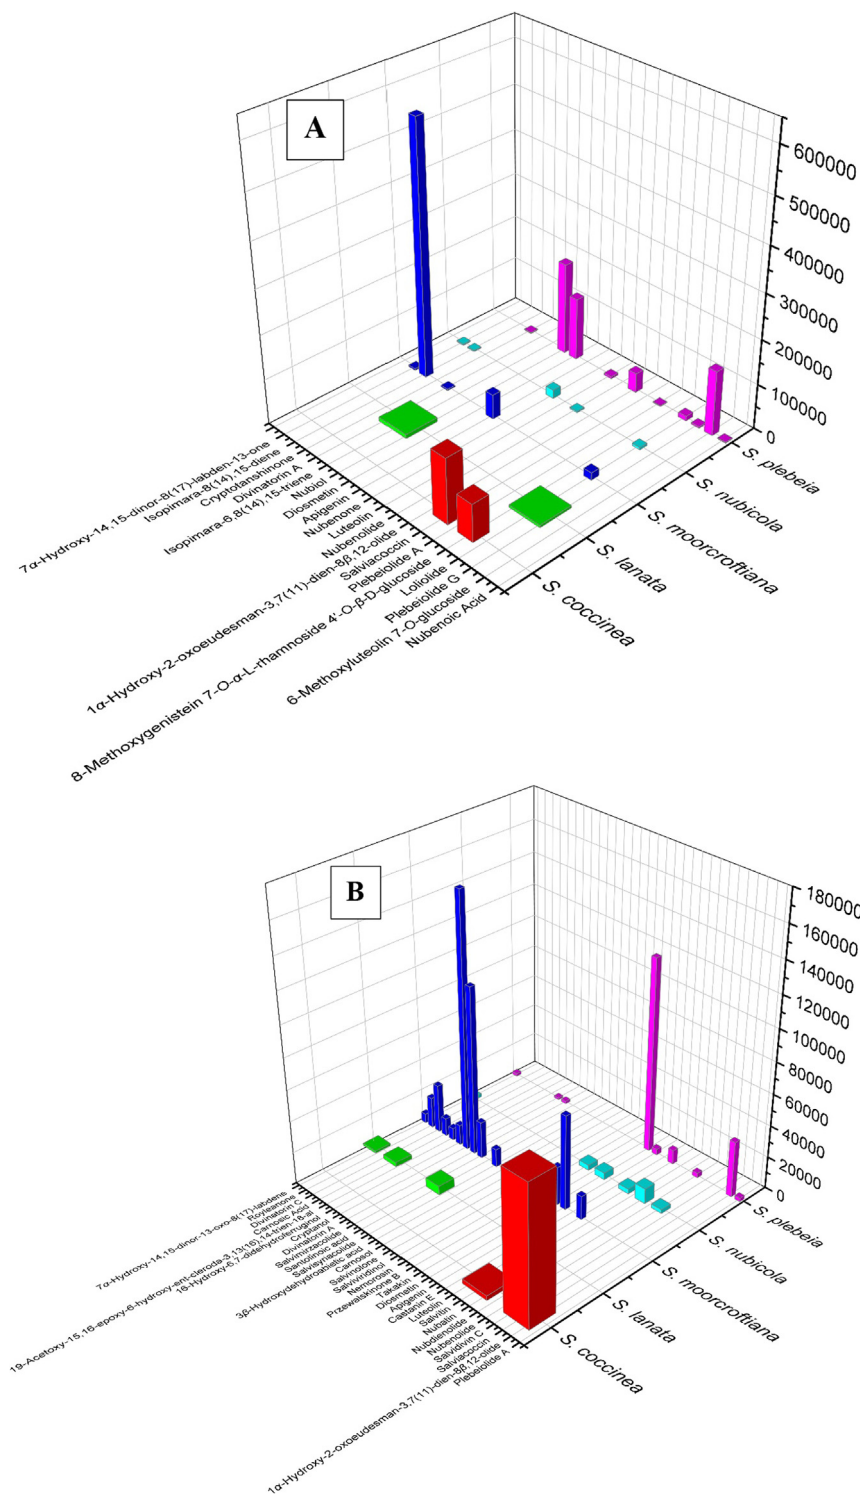 A
600000
500000
400000
300000
200000
100000
0
S. plebeia
S. nubicola
S. moorcroftiana
S. lanata
S. coccinea
7α-Hydroxy-14,15-dinor-8(17)-labden-13-one
Isopimara-8(14),15-diene
Cryptotanshinone
Divinatorin A
Isopimara-6,8(14),15-triene
Nubiol
Diosmetin
Apigenin
Nubenone
Luteolin
Nubenolide
1α-Hydroxy-2-oxoeudesman-3,7(11)-dien-8β,12-olide
Salviacoccin
Plebeiolide A
8-Methoxygenistein 7-O-α-L-rhamnoside 4'-O-β-D-glucoside
Loliolide
Plebeiolide G
6-Methoxyluteolin 7-O-glucoside
Nubenoic Acid
B
180000
160000
140000
120000
100000
80000
60000
40000
20000
0
S. plebeia
S. nubicola
S. moorcroftiana
S. lanata
S. coccinea
7α-Hydroxy-14,15-dinor-13-oxo-8(17)-labdene
Royleanone
Divinatorin C
Carnosic Acid
19-Acetoxy-15,16-epoxy-6-hydroxy-ent-cleroda-3,13(16),14-trien-18-al
16-Hydroxy-6,7-didehydroferruginol
Cryptanol
Divinatorin A
Salvimirzacolide
Santolinoic acid
Salvisyriacolide
3β-Hydroxydehydroabietic acid
Carnosol
Salvinolone
Salviviridinol
Nemorosin
Przewalskinone B
Takakin
Diosmetin
Apigenin
Castanin E
Luteolin
Salvilin
Nubatin
Nubdienolide
Nubenolide
Salvidivin C
Salviacoccin
1α-Hydroxy-2-oxoeudesman-3,7(11)-dien-8β,12-olide
Plebeiolide A